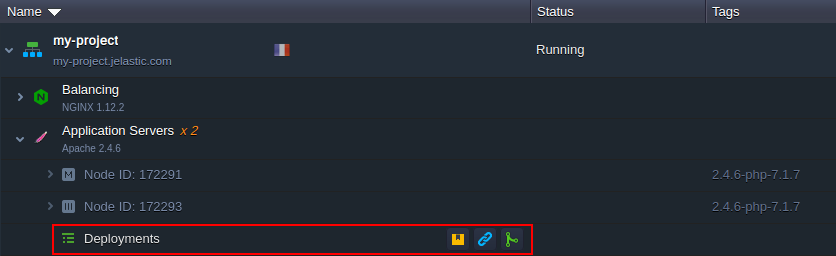 Name Status Tags
my-project
my-project.jelastic.com
Running
Balancing
NGINX 1.12.2
Application Servers x 2
Apache 2.4.6
M Node ID: 172291 2.4.6-php-7.1.7
Node ID: 172293 2.4.6-php-7.1.7
Deployments